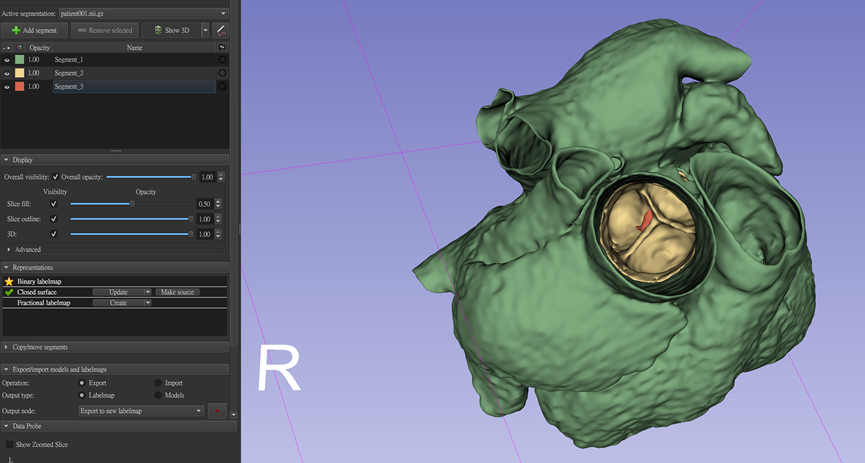 Active segmentation: patient001.nii.gz
Add segment Remove selected Show 3D
Opacity Name
1.00 Segment_1
1.00 Segment_2
1.00 Segment_3
Display
Overall visibility: Overall opacity: 1.00
Visibility Opacity
Slice fill: 0.50
Slice outline: 1.00
3D: 1.00
Advanced
Representations
Binary labelmap
Closed surface Update Make source
Fractional labelmap Create
Copy/move segments
Export/import models and labelmaps
Operation: Export Import
Output type: Labelmap Models
Output node: Export to new labelmap
Data Probe
Show Zoomed Slice
L
R